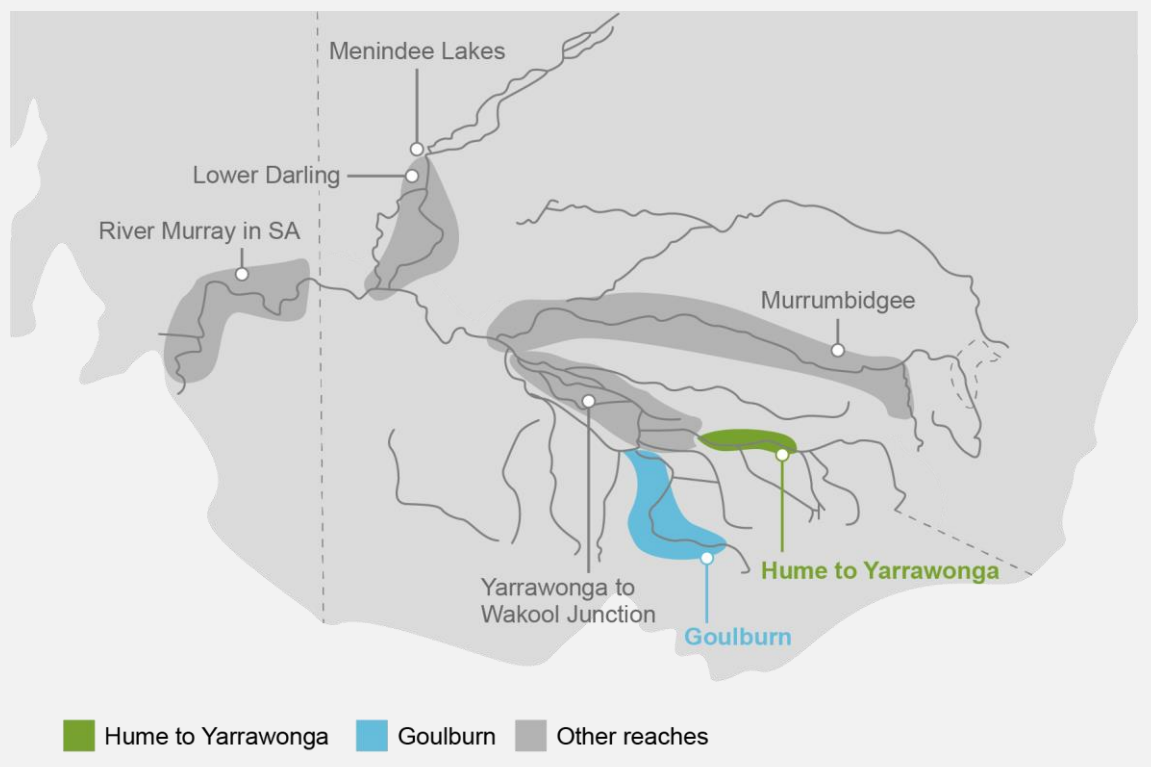 Menindee Lakes
Lower Darling
River Murray in SA
Murrumbidgee
Hume to Yarrawonga
Yarrawonga to
Wakool Junction
Goulburn
Hume to Yarrawonga
Goulburn
Other reaches